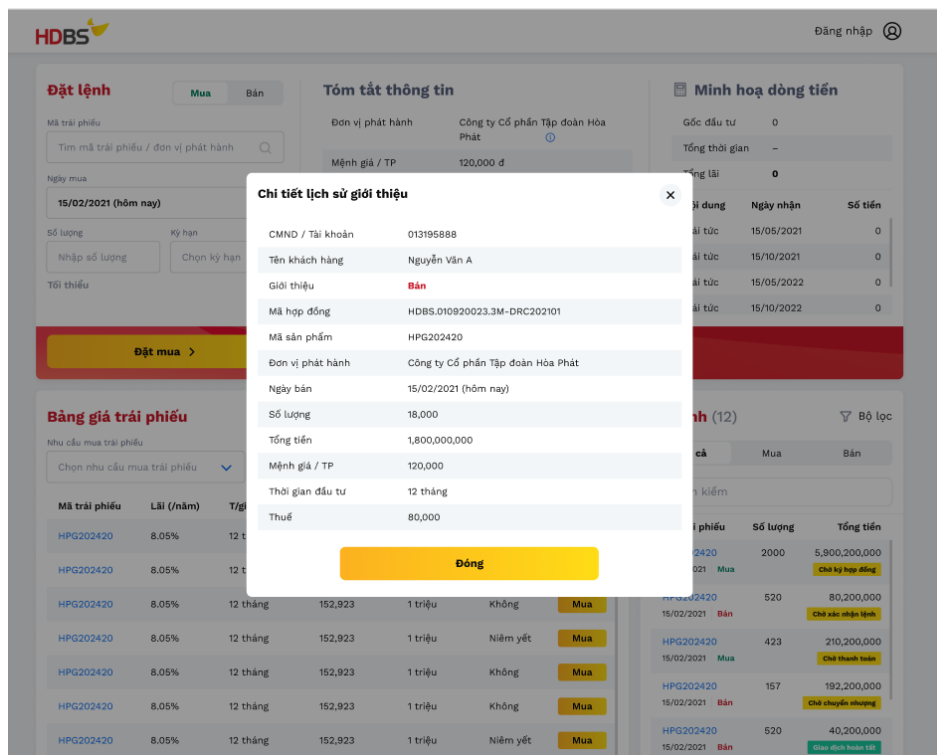 HDBS
Đăng nhập
Đặt lệnh
Mua
Bán
Mã trái phiếu
Tìm mã trái phiếu / đơn vị phát hành
Ngày mua
15/02/2021 (hôm nay)
Số lượng
Kỳ hạn
Nhập số lượng
Chọn kỳ hạn
Tối thiểu
Đặt mua
Tóm tắt thông tin
Đơn vị phát hành
Công ty Cổ phần Tập đoàn Hòa
Phát
Mệnh giá / TP
120,000 đ
Minh hoạ dòng tiền
Gốc đầu tư 0
Tổng thời gian –
Tổng lãi 0
Ngày nhận Số tiền
15/05/2021 0
15/10/2021 0
15/05/2022 0
15/10/2022 0
Chi tiết lịch sử giới thiệu
CMND / Tài khoản 013195888
Tên khách hàng Nguyễn Văn A
Giới thiệu Bán
Mã hợp đồng HDBS.010920023.3M-DRC202101
Mã sản phẩm HPG202420
Đơn vị phát hành Công ty Cổ phần Tập đoàn Hòa Phát
Ngày bán 15/02/2021 (hôm nay)
Số lượng 18,000
Tổng tiền 1,800,000,000
Mệnh giá / TP 120,000
Thời gian đầu tư 12 tháng
Thuế 80,000
Đóng
Bảng giá trái phiếu
Nhu cầu mua trái phiếu
Chọn nhu cầu mua trái phiếu
Mã trái phiếu Lãi (/năm)
HPG202420 8.05% 12
HPG202420 8.05% 12
HPG202420 8.05% 12 tháng 152,923 1 triệu Không Mua
HPG202420 8.05% 12 tháng 152,923 1 triệu Niêm yết Mua
HPG202420 8.05% 12 tháng 152,923 1 triệu Không Mua
HPG202420 8.05% 12 tháng 152,923 1 triệu Không Mua
HPG202420 8.05% 12 tháng 152,923 1 triệu Niêm yết Mua
(12)
Bộ lọc
cả Mua Bán
kiếm
phiếu Số lượng Tổng tiền
2000 5,900,200,000
Mua Chờ ký hợp đồng
HPG202420 520 80,200,000
15/02/2021 Bán Chờ xác nhận lệnh
HPG202420 423 210,200,000
15/02/2021 Mua Chờ thanh toán
HPG202420 157 192,200,000
15/02/2021 Bán Chờ chuyển nhượng
HPG202420 520 40,200,000
15/02/2021 Bán Giao dịch hoàn tất